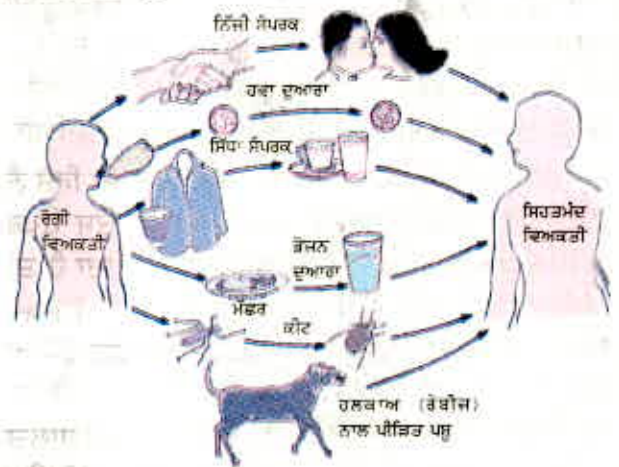 ਨਿੱਜੀ ਸੰਪਰਕ
ਹਵਾ ਦੁਆਰਾ
ਸਿੱਧਾ ਸੰਪਰਕ
ਰੋਗੀ
ਵਿਅਕਤੀ
ਸਿਹਤਮੰਦ
ਵਿਅਕਤੀ
ਭੋਜਨ
ਦੁਆਰਾ
ਮੱਛਰ
ਕੀਟ
ਹਲਕਾਅ (ਰੇਬੀਜ਼)
ਨਾਲ ਪੀੜਿਤ ਪਸ਼ੂ